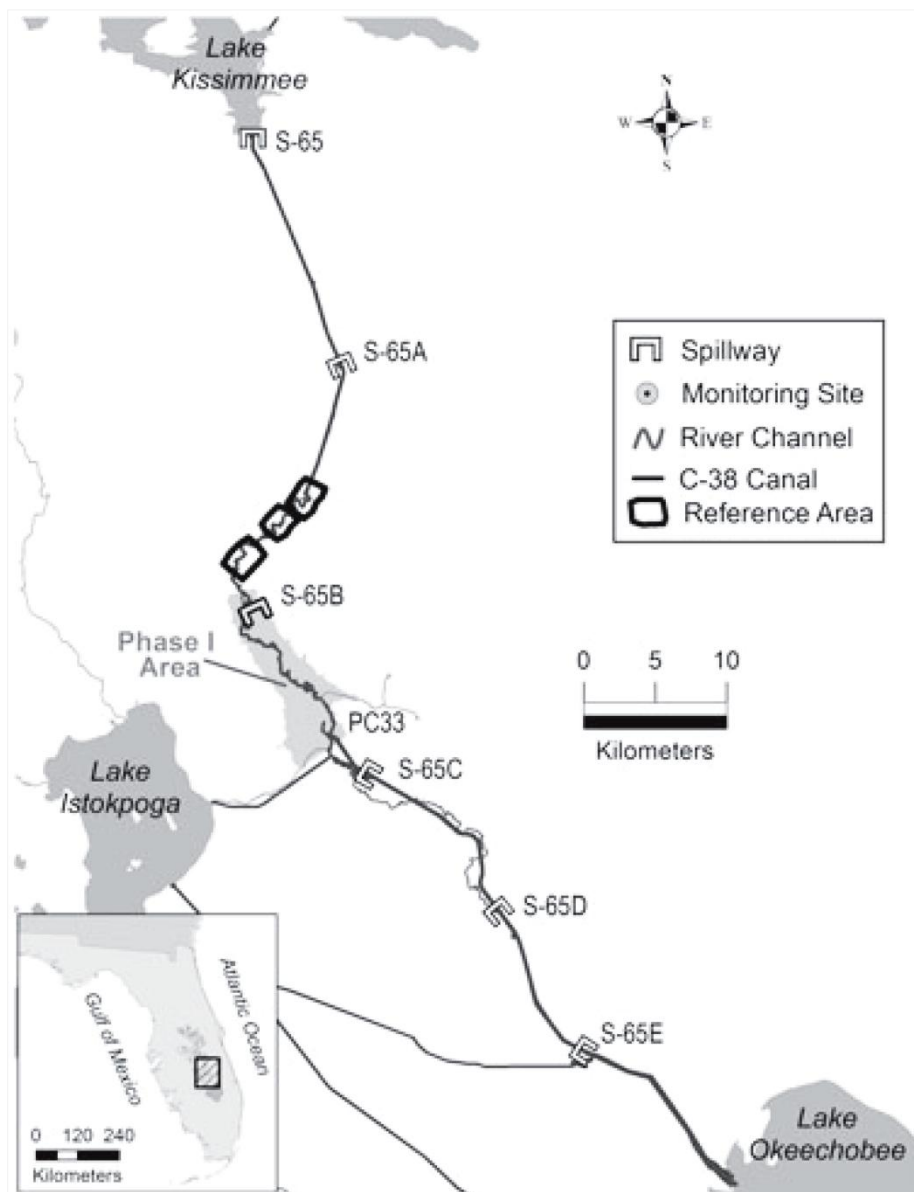 Lake
Kissimmee
S-65
N
W
E
S
S-65A
Spillway
Monitoring Site
River Channel
C-38 Canal
Reference Area
S-65B
Phase I
Area
0 5 10
Kilometers
PC33
S-65C
Lake
Istokpoga
S-65D
S-65E
Gulf of Mexico
Atlantic Ocean
0 120 240
Kilometers
Lake
Okeechobee